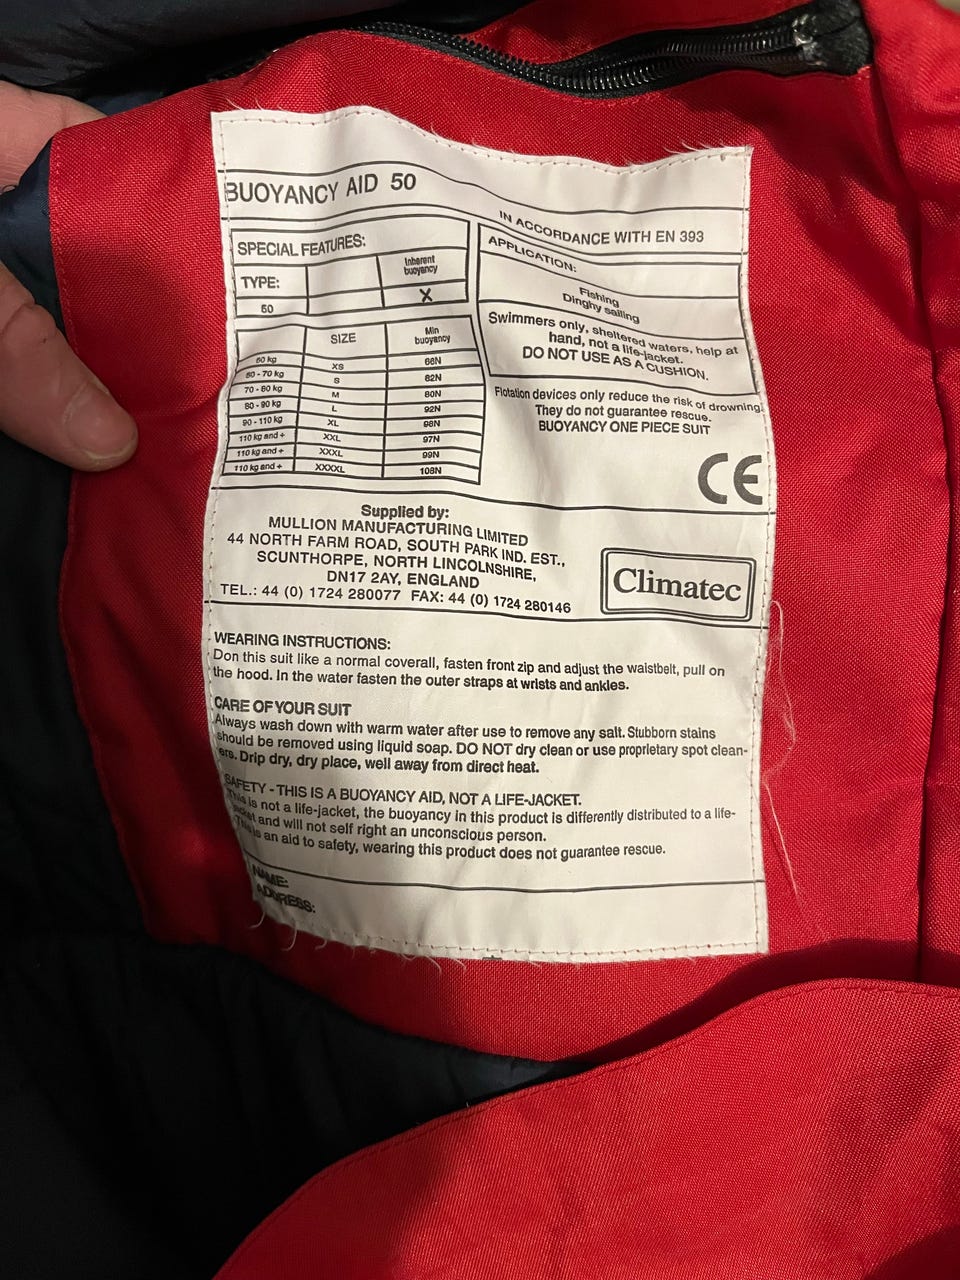 BUOYANCY AID 50
IN ACCORDANCE WITH EN 393
SPECIAL FEATURES:
TYPE:
Inherent
buoyancy
50
X
APPLICATION:
Fishing
Dinghy sailing
Swimmers only, sheltered waters, help at
hand, not a life-jacket.
DO NOT USE AS A CUSHION.
SIZE
Min
buoyancy
60 kg XS 66N
60 - 70 kg S 82N
70 - 80 kg M 80N
80 - 90 kg L 92N
90 - 110 kg XL 98N
110 kg and + XXL 97N
110 kg and + XXXL 99N
110 kg and + XXXXL 108N
Flotation devices only reduce the risk of drowning.
They do not guarantee rescue.
BUOYANCY ONE PIECE SUIT
CE
Supplied by:
MULLION MANUFACTURING LIMITED
44 NORTH FARM ROAD, SOUTH PARK IND. EST.,
SCUNTHORPE, NORTH LINCOLNSHIRE,
DN17 2AY, ENGLAND
TEL.: 44 (0) 1724 280077 FAX: 44 (0) 1724 280146
Climatec
WEARING INSTRUCTIONS:
Don this suit like a normal coverall, fasten front zip and adjust the waistbelt, pull on
the hood. In the water fasten the outer straps at wrists and ankles.
CARE OF YOUR SUIT
Always wash down with warm water after use to remove any salt. Stubborn stains
should be removed using liquid soap. DO NOT dry clean or use proprietary spot clean-
ers. Drip dry, dry place, well away from direct heat.
SAFETY - THIS IS A BUOYANCY AID, NOT A LIFE-JACKET.
This is not a life-jacket, the buoyancy in this product is differently distributed to a life-
jacket and will not self right an unconscious person.
This is an aid to safety, wearing this product does not guarantee rescue.
NAME:
ADDRESS: